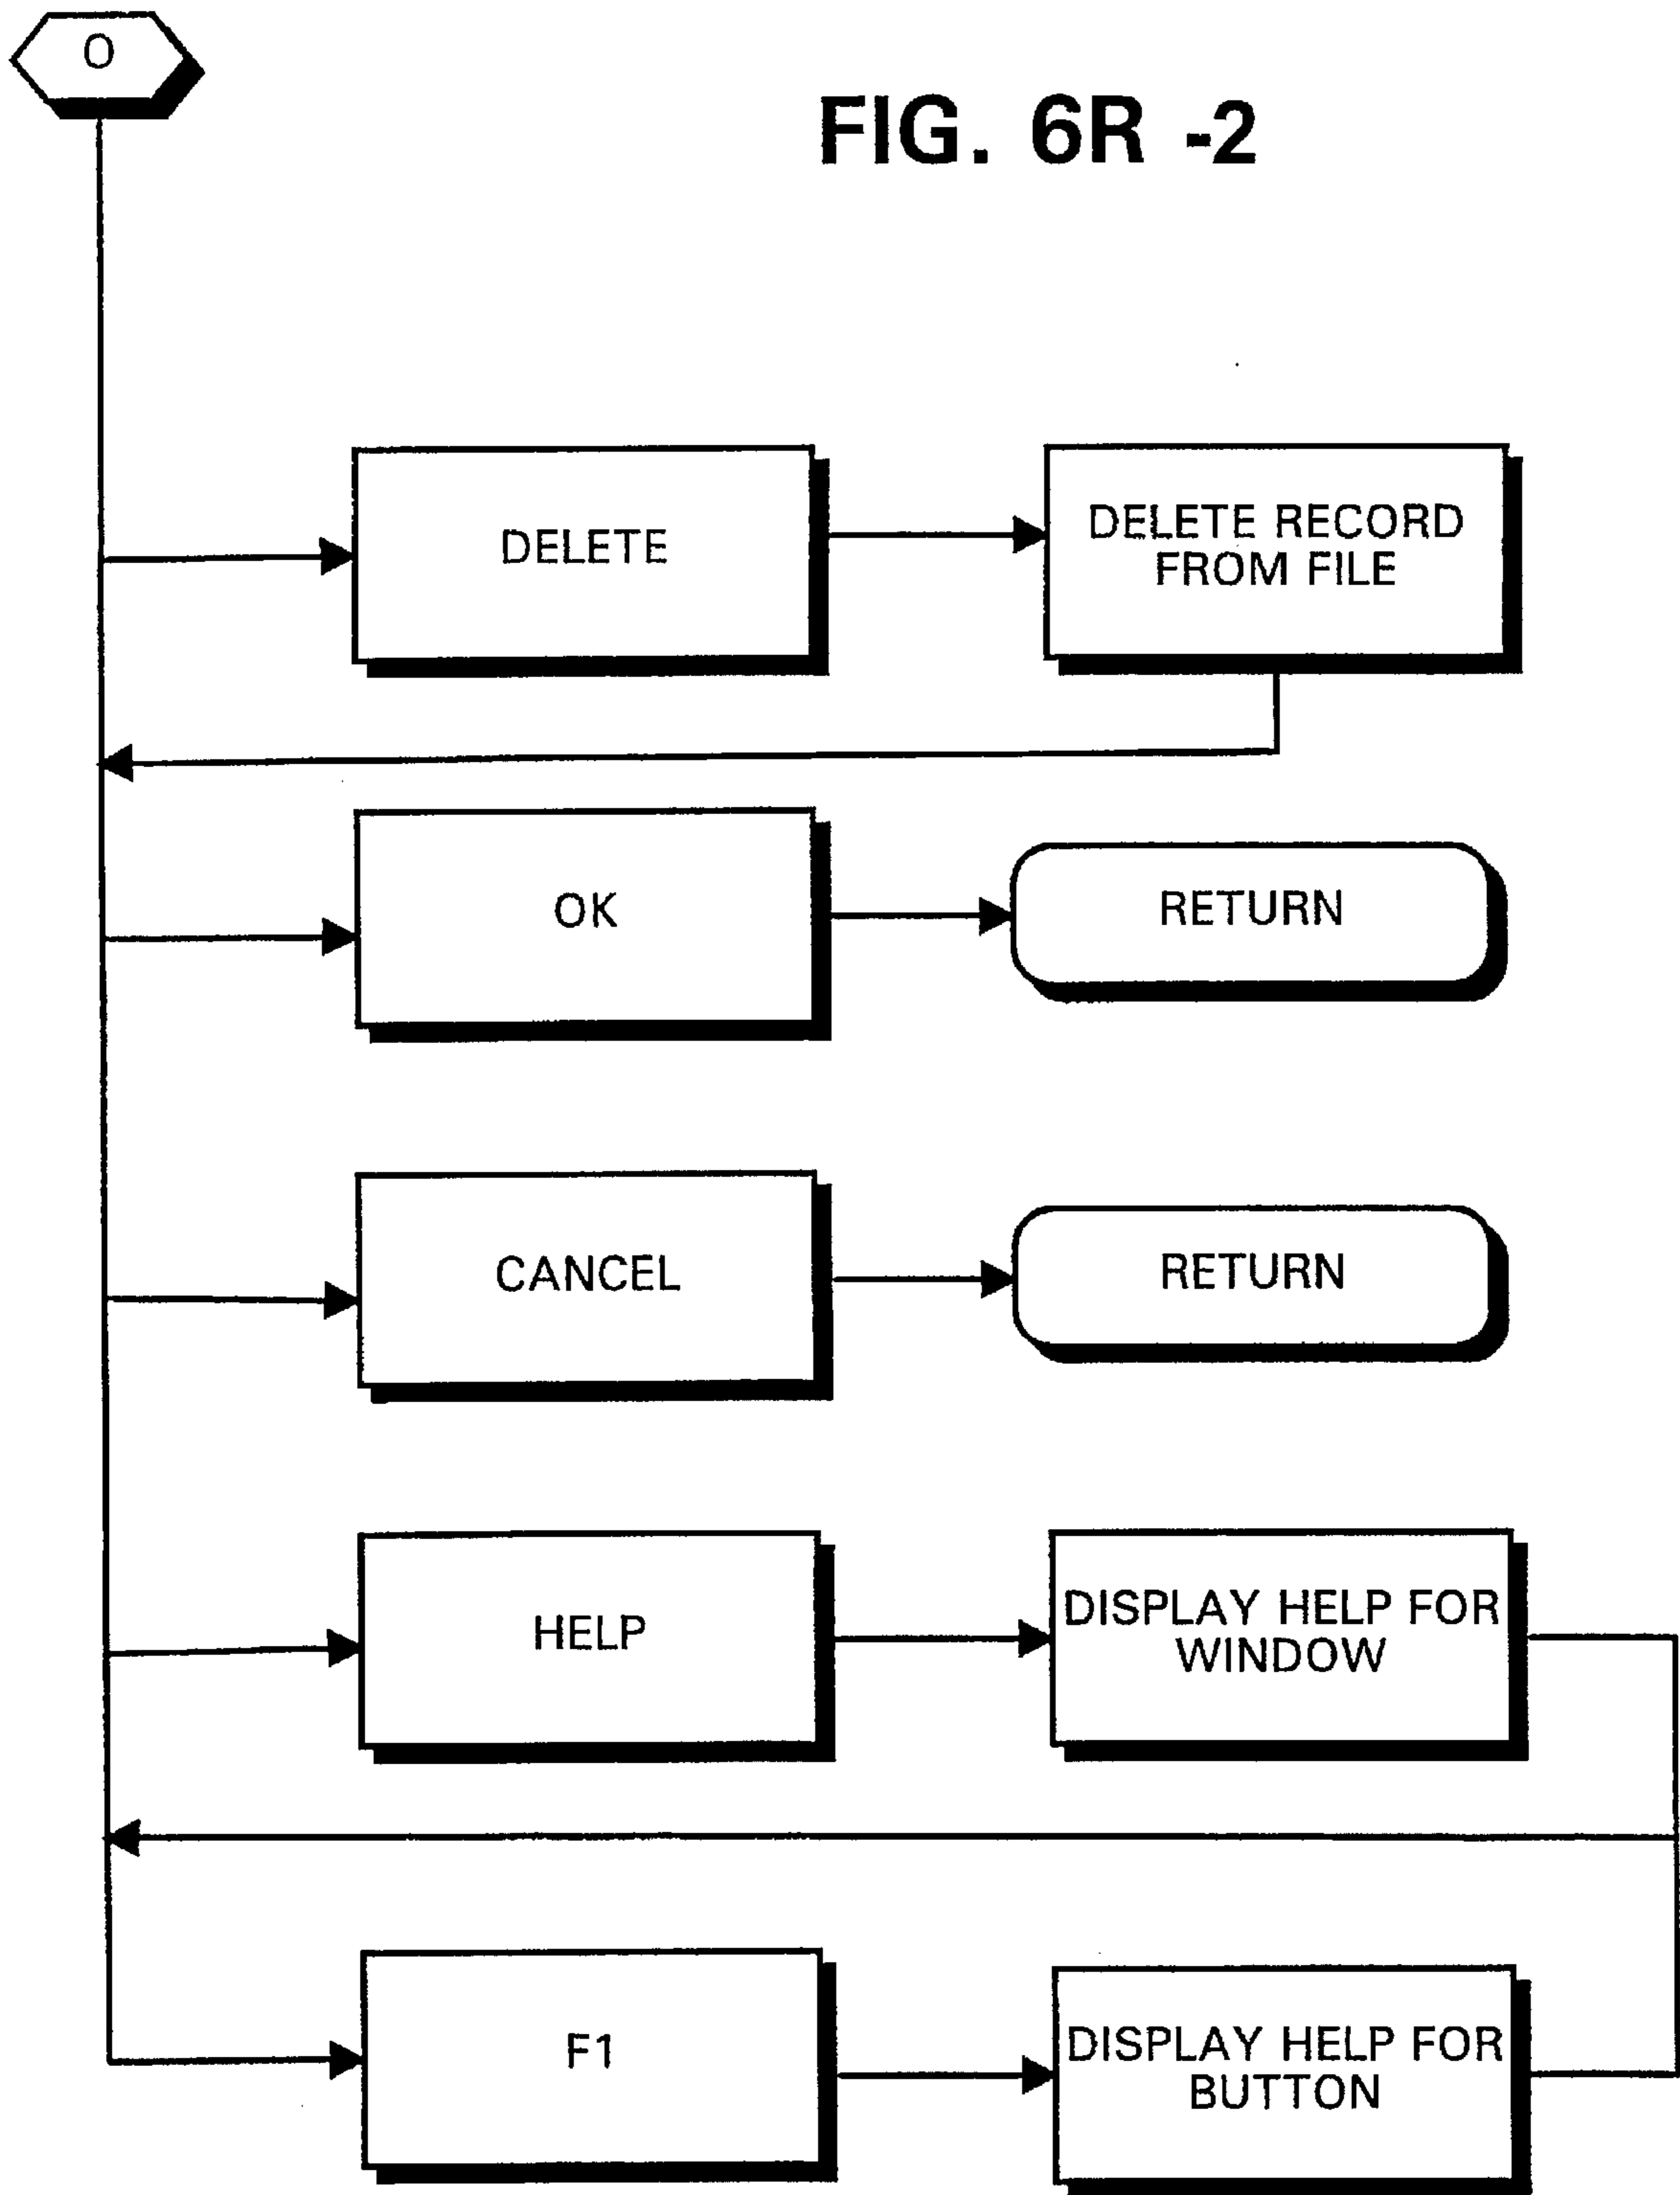 O
FIG. 6R -2
DELETE
DELETE RECORD
FROM FILE
OK
RETURN
CANCEL
RETURN
HELP
DISPLAY HELP FOR
WINDOW
F1
DISPLAY HELP FOR
BUTTON